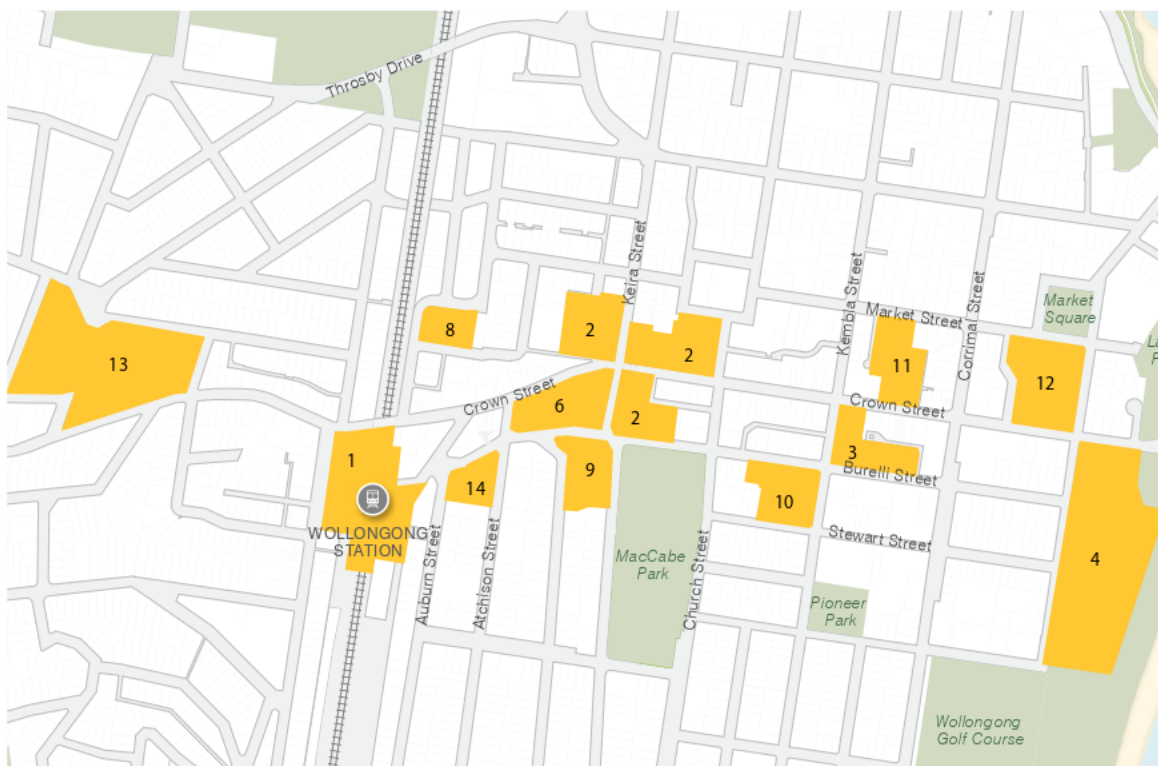 Throsby Drive
Keira Street
Kembla Street
Corrimal Street
Market Street
Market
Square
8
2
2
13
11
12
Crown Street
Crown Street
6
2
3
1
9
Burelli Street
14
10
WOLLONGONG
STATION
Stewart Street
MacCabe
Park
4
Auburn Street
Atchison Street
Church Street
Pioneer
Park
Wollongong
Golf Course